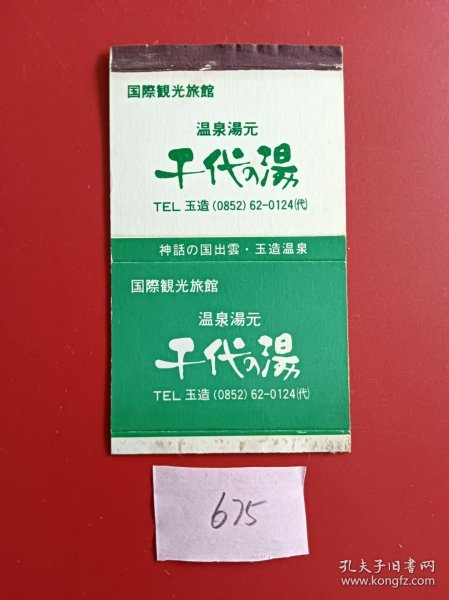 国際観光旅館
温泉湯元
千代の湯
TEL 玉造 (0852) 62-0124㈹
神話の国出雲・玉造温泉
国際観光旅館
温泉湯元
千代の湯
TEL 玉造 (0852) 62-0124㈹
675
孔夫子旧书网
www.kongfz.com